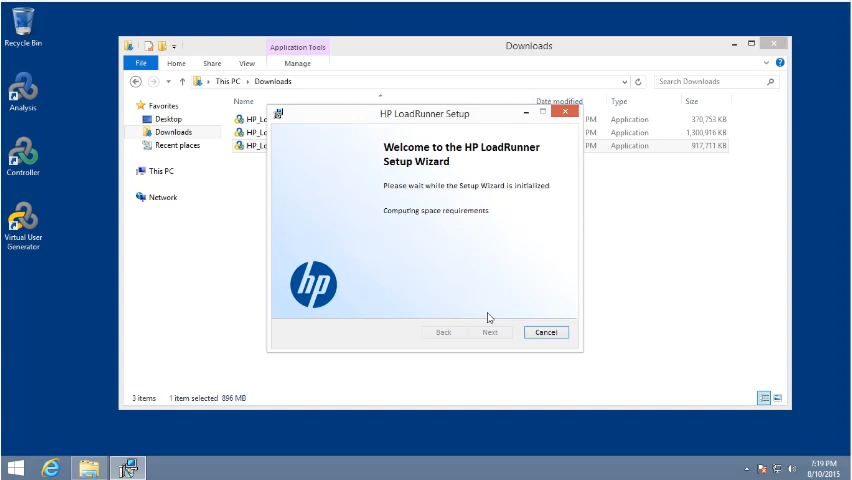 Recycle Bin
Analysis
Controller
Virtual User
Generator
Application Tools
Downloads
File
Home
Share
View
Manage
This PC
Downloads
Search Downloads
Favorites
Desktop
Downloads
Recent places
This PC
Network
Name
Date modified
Type
Size
HP_Lo
PM
Application
370,753 KB
HP_Lo
PM
Application
1,300,916 KB
HP_Lo
PM
Application
917,711 KB
HP LoadRunner Setup
Welcome to the HP LoadRunner
Setup Wizard
Please wait while the Setup Wizard is initialized.
Computing space requirements
hp
Back
Next
Cancel
3 items
1 item selected 896 MB
7:19 PM
8/10/2015